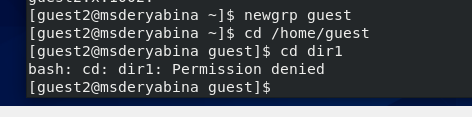 [guest2@msderyabina ~]$ newgrp guest
[guest2@msderyabina ~]$ cd /home/guest
[guest2@msderyabina guest]$ cd dir1
bash: cd: dir1: Permission denied
[guest2@msderyabina guest]$